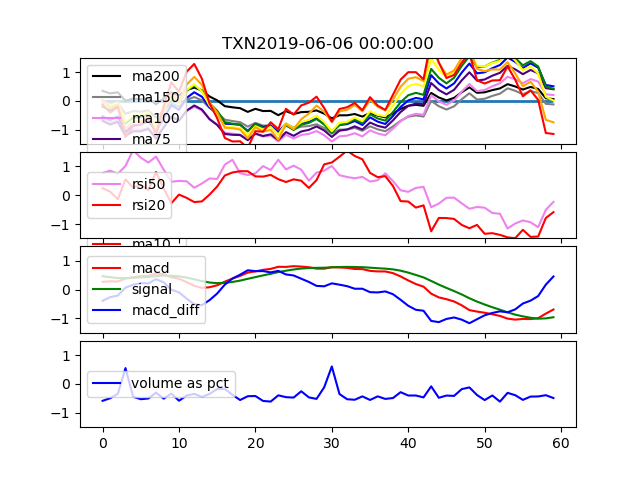 TXN2019-06-06 00:00:00
1
0
−1
ma200
ma150
ma100
ma75
1
0
−1
rsi50
rsi20
ma10
1
0
−1
macd
signal
macd_diff
1
0
−1
volume as pct
0 10 20 30 40 50 60